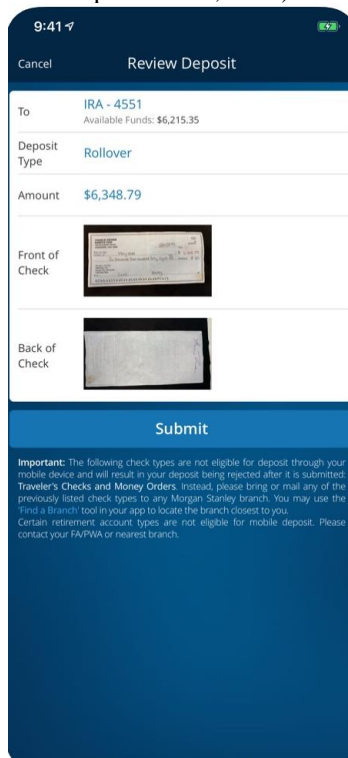 9:41
Cancel Review Deposit
To IRA - 4551
Available Funds: $6,215.35
Deposit
Type Rollover
Amount $6,348.79
Front of
Check
Back of
Check
Submit
Important: The following check types are not eligible for deposit through your
mobile device and will result in your deposit being rejected after it is submitted:
Traveler's Checks and Money Orders. Instead, please bring or mail any of the
previously listed check types to any Morgan Stanley branch. You may use the
'Find a Branch' tool in your app to locate the branch closest to you.
Certain retirement account types are not eligible for mobile deposit. Please
contact your FA/PWA or nearest branch.